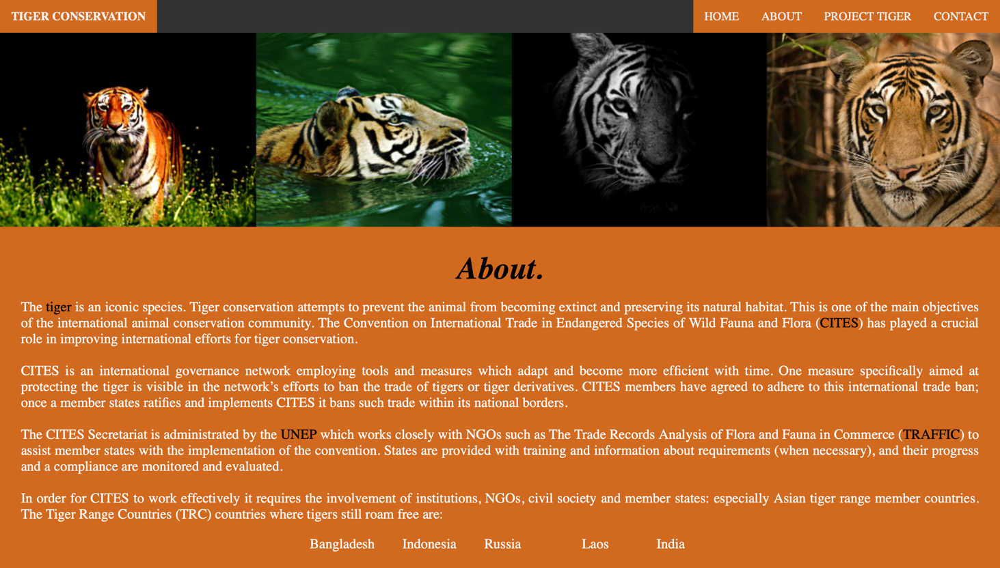 TIGER CONSERVATION
HOME ABOUT PROJECT TIGER CONTACT
About.
The tiger is an iconic species. Tiger conservation attempts to prevent the animal from becoming extinct and preserving its natural habitat. This is one of the main objectives
of the international animal conservation community. The Convention on International Trade in Endangered Species of Wild Fauna and Flora (CITES) has played a crucial
role in improving international efforts for tiger conservation.
CITES is an international governance network employing tools and measures which adapt and become more efficient with time. One measure specifically aimed at
protecting the tiger is visible in the network’s efforts to ban the trade of tigers or tiger derivatives. CITES members have agreed to adhere to this international trade ban;
once a member states ratifies and implements CITES it bans such trade within its national borders.
The CITES Secretariat is administrated by the UNEP which works closely with NGOs such as The Trade Records Analysis of Flora and Fauna in Commerce (TRAFFIC) to
assist member states with the implementation of the convention. States are provided with training and information about requirements (when necessary), and their progress
and a compliance are monitored and evaluated.
In order for CITES to work effectively it requires the involvement of institutions, NGOs, civil society and member states: especially Asian tiger range member countries.
The Tiger Range Countries (TRC) countries where tigers still roam free are:
Bangladesh Indonesia Russia Laos India